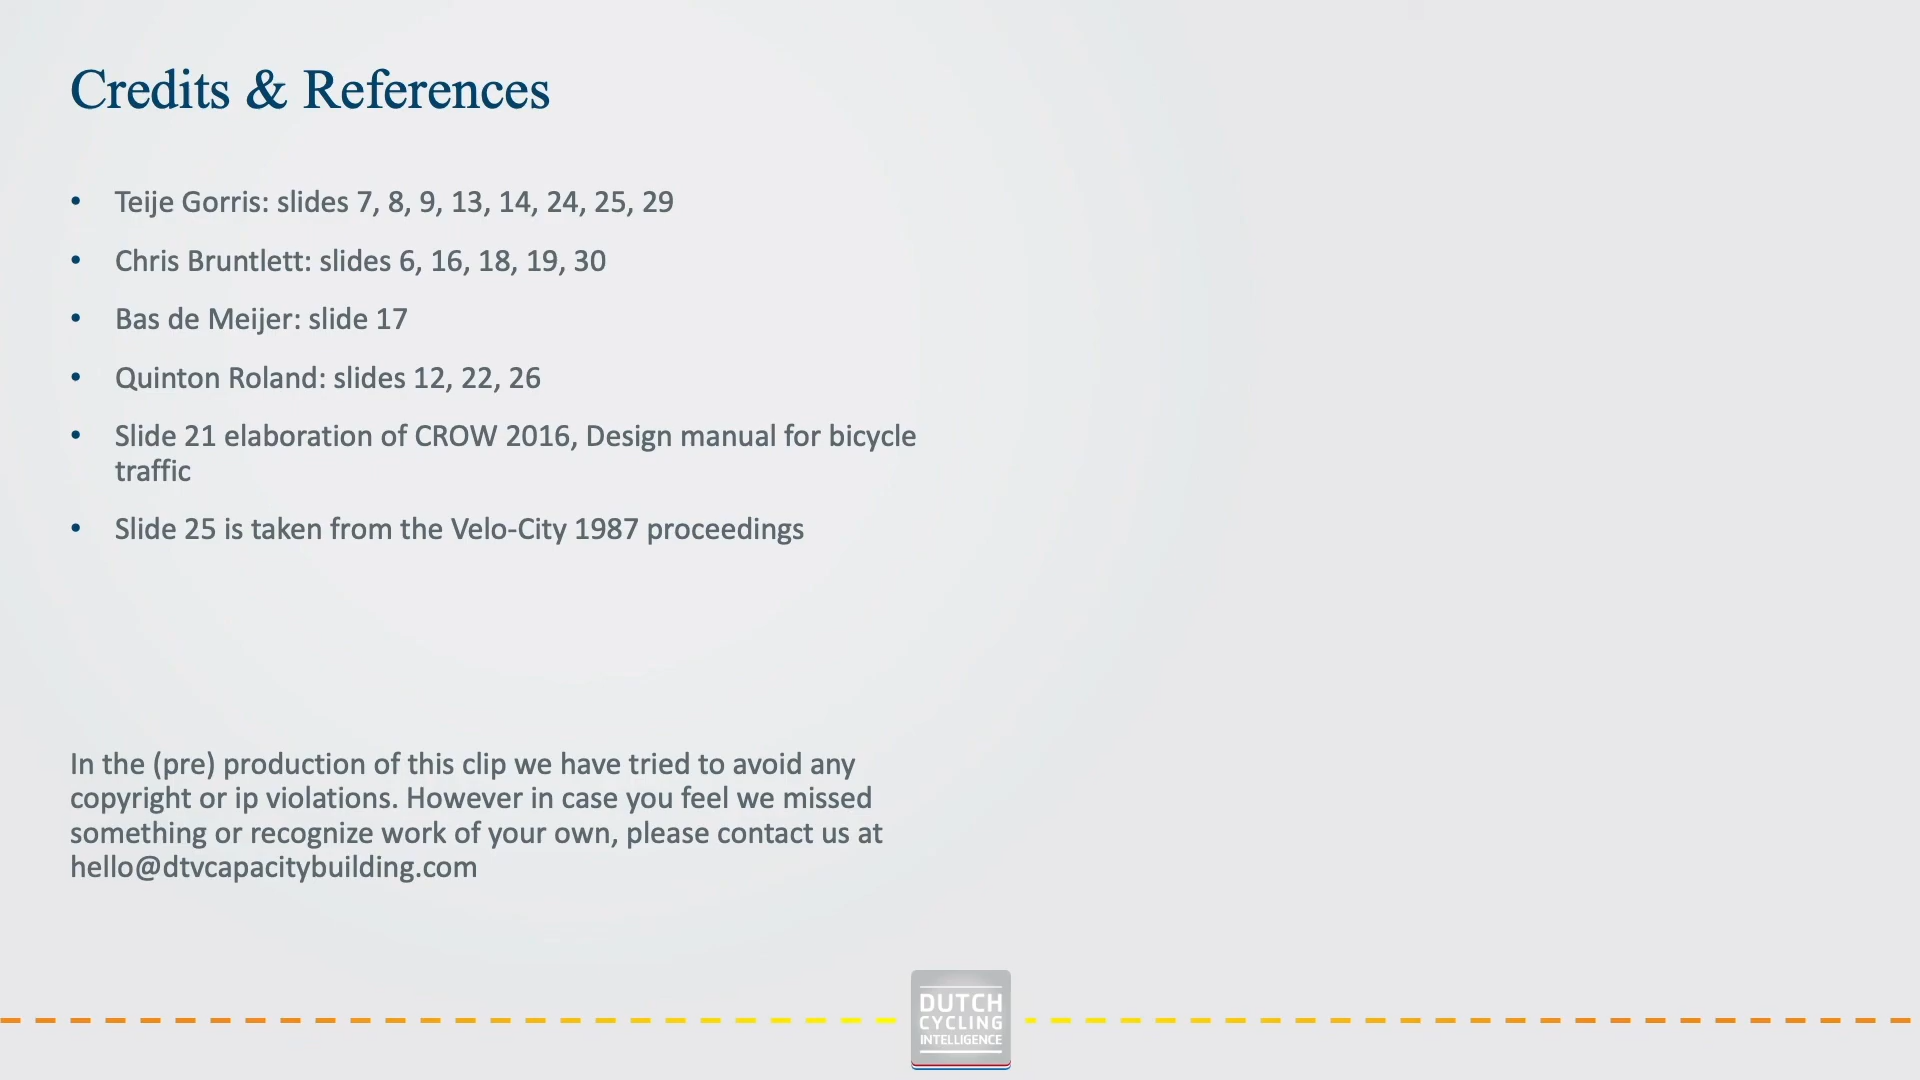 Credits & References
• Teije Gorris: slides 7, 8, 9, 13, 14, 24, 25, 29
• Chris Bruntlett: slides 6, 16, 18, 19, 30
• Bas de Meijer: slide 17
• Quinton Roland: slides 12, 22, 26
• Slide 21 elaboration of CROW 2016, Design manual for bicycle
traffic
• Slide 25 is taken from the Velo-City 1987 proceedings
In the (pre) production of this clip we have tried to avoid any
copyright or ip violations. However in case you feel we missed
something or recognize work of your own, please contact us at
hello@dtvcapacitybuilding.com
DUTCH
CYCLING
INTELLIGENCE